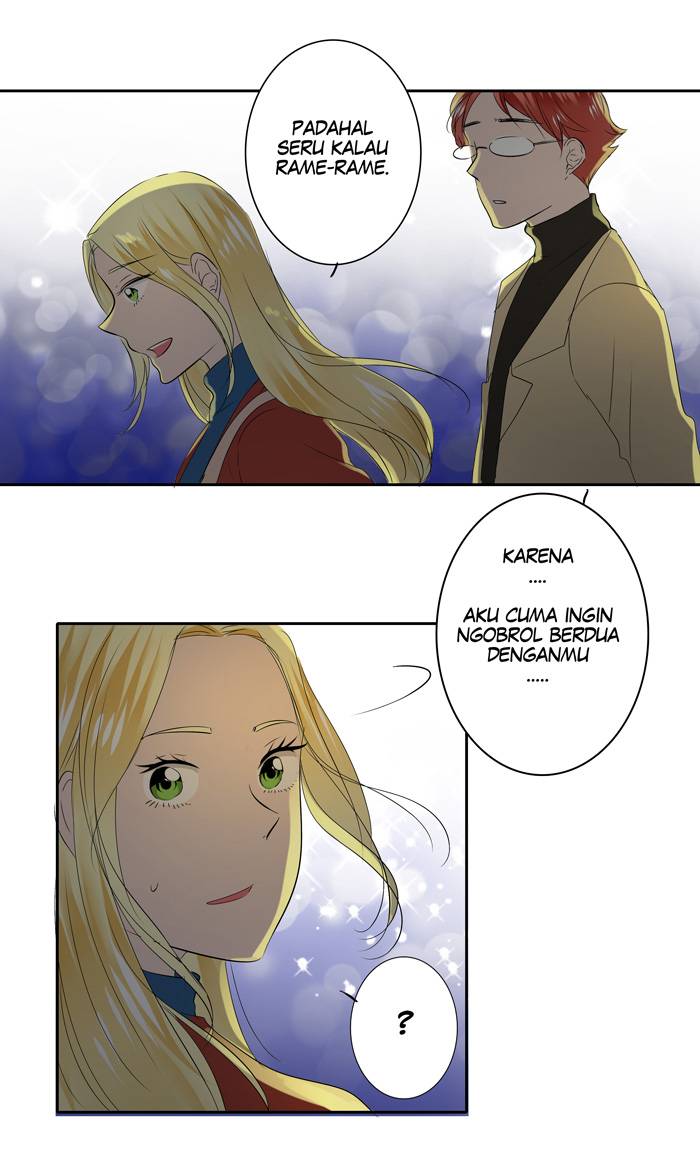 PADAHAL
SERU KALAU
RAME-RAME.
KARENA
....
AKU CUMA INGIN
NGOBROL BERDUA
DENGANMU
.....
?